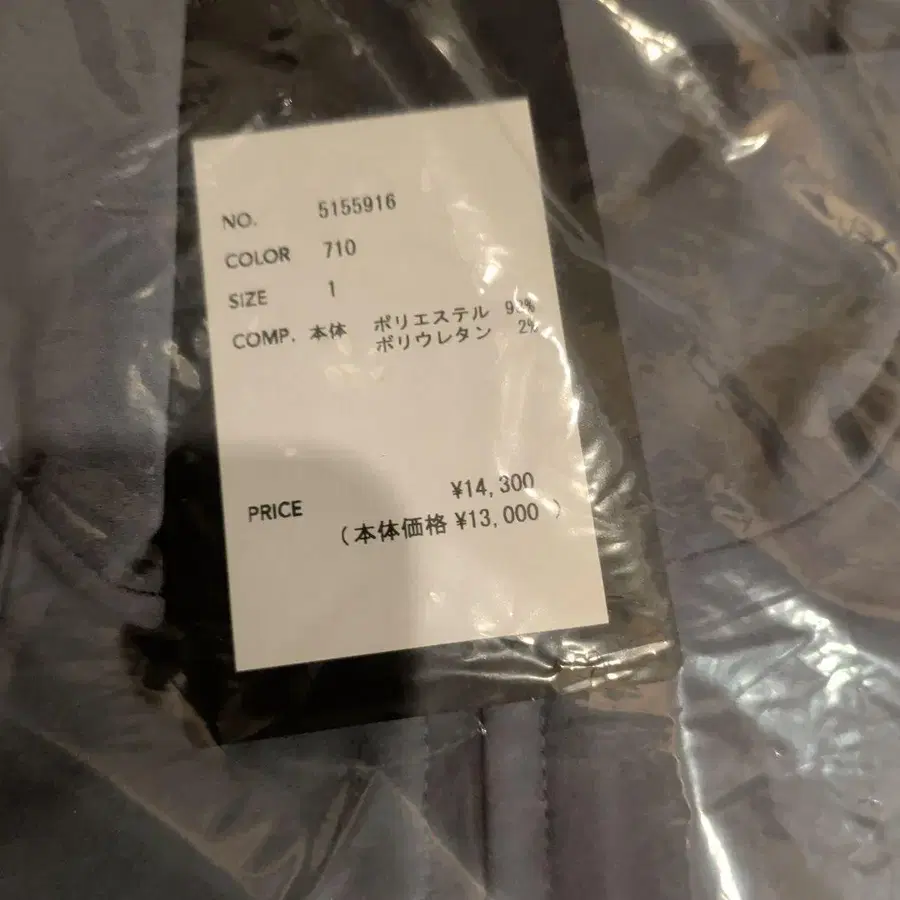 NO. 5155916
COLOR 710
SIZE 1
COMP. 本体 ポリエステル 98%
ポリウレタン 2%
PRICE ¥14,300
(本体価格 ¥13,000 )